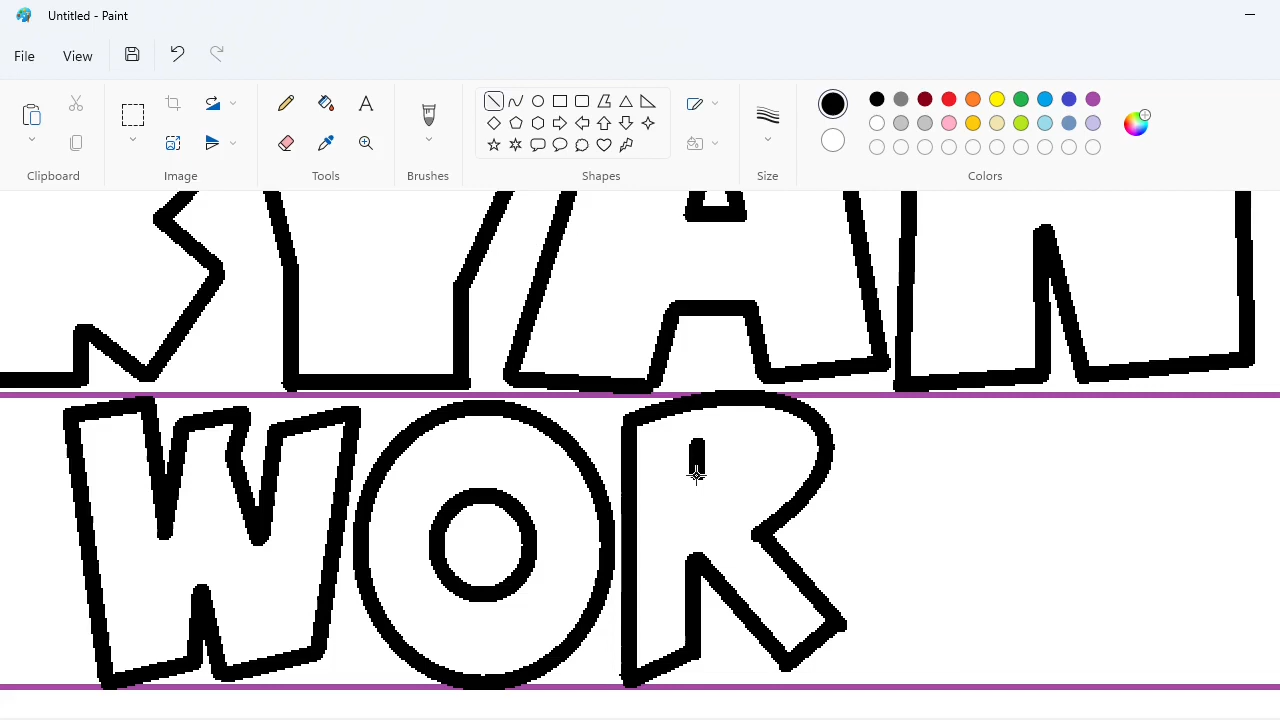 Untitled - Paint
File View
Clipboard Image Tools Brushes Shapes Size Colors
WOR